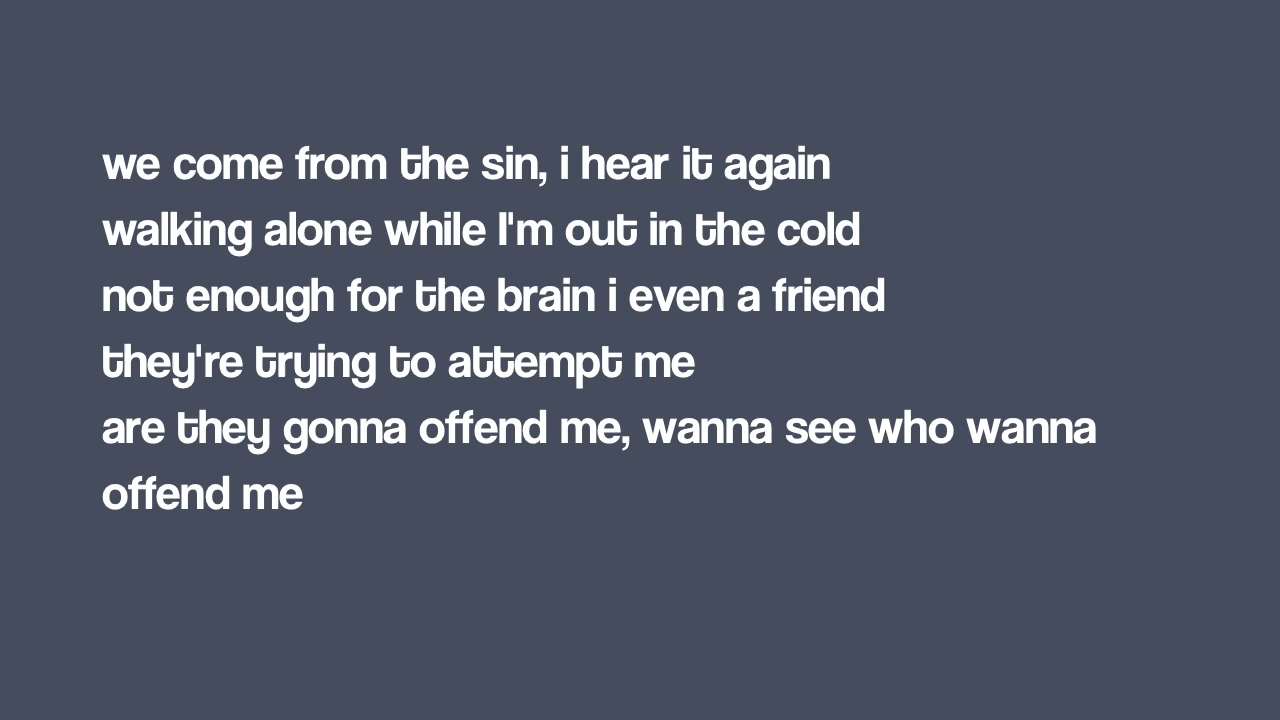 we come from the sin, i hear it again
walking alone while I'm out in the cold
not enough for the brain i even a friend
they're trying to attempt me
are they gonna offend me, wanna see who wanna
offend me